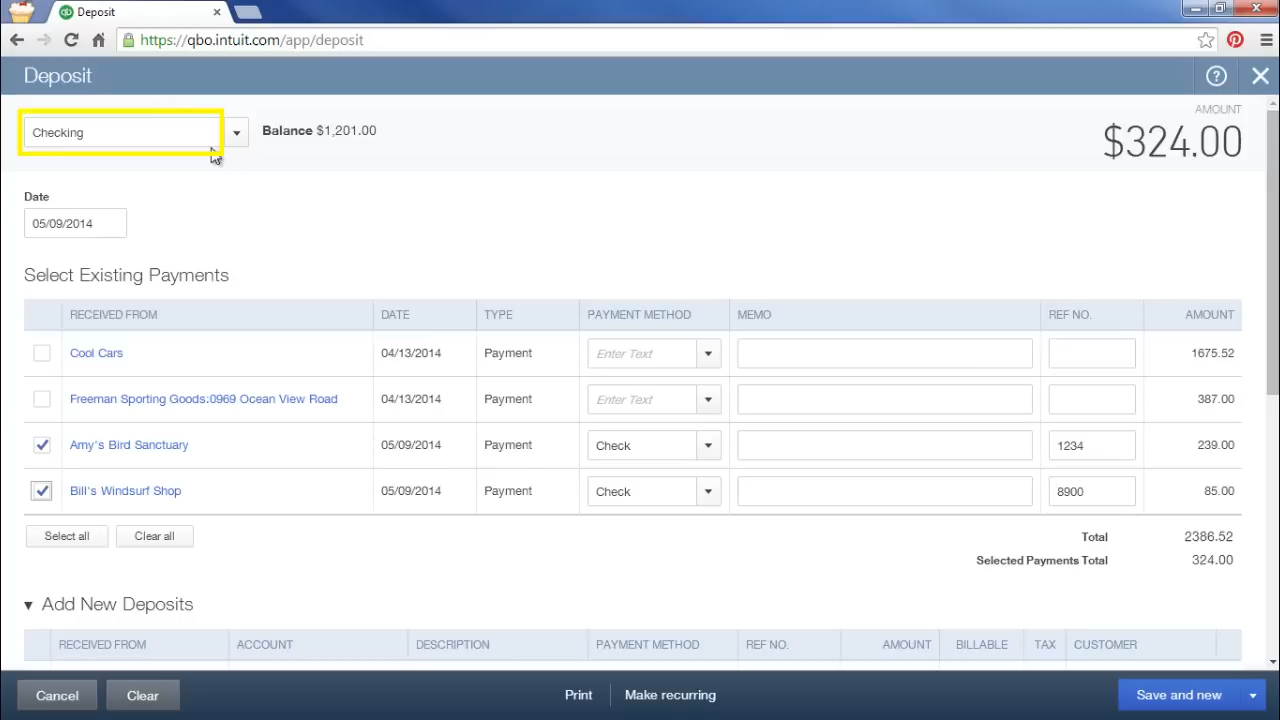 qb Deposit ×
https://qbo.intuit.com/app/deposit
Deposit
?
Checking
Balance $1,201.00
AMOUNT
$324.00
Date
05/09/2014
Select Existing Payments
RECEIVED FROM DATE TYPE PAYMENT METHOD MEMO REF NO. AMOUNT
Cool Cars 04/13/2014 Payment Enter Text 1675.52
Freeman Sporting Goods:0969 Ocean View Road 04/13/2014 Payment Enter Text 387.00
Amy's Bird Sanctuary 05/09/2014 Payment Check 1234 239.00
Bill's Windsurf Shop 05/09/2014 Payment Check 8900 85.00
Select all Clear all
Total 2386.52
Selected Payments Total 324.00
Add New Deposits
RECEIVED FROM ACCOUNT DESCRIPTION PAYMENT METHOD REF NO. AMOUNT BILLABLE TAX CUSTOMER
Cancel Clear Print Make recurring Save and new